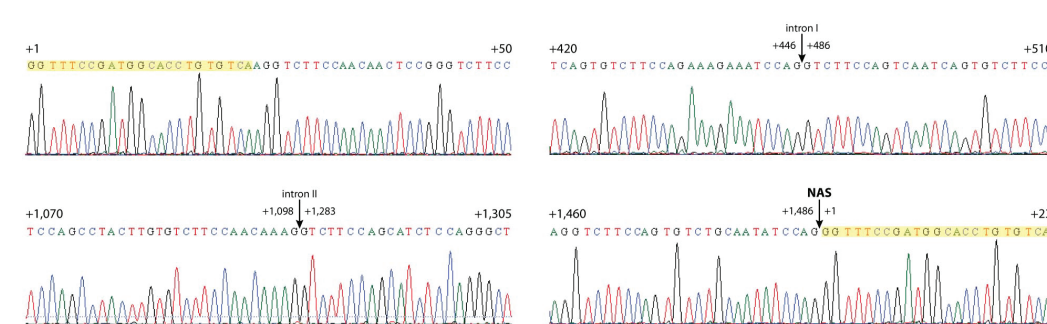 intron I
+1 +50
+446 +486
+420 +510
GGTTTCCGATGGCACCTGTGTCAAGGTCTTCCAACAACTCCGGGTCTTCC
TCAGTGTCTTCCAGAAAGAAATCCAGGTCTTCCAGTCAATCAGTGTCTTCC
intron II
NAS
+1,098 +1,283
+1,486 +1
+1,070 +1,305
+1,460
TCCAGCCTACTTGTGTCTTCCAACAAAGGTCTTCCAGCATCTCCAGGGCT
AGGTCTTCCAGTGTCTGCAATATCCAGGGTTTCCGATGGCACCTGTGTCA